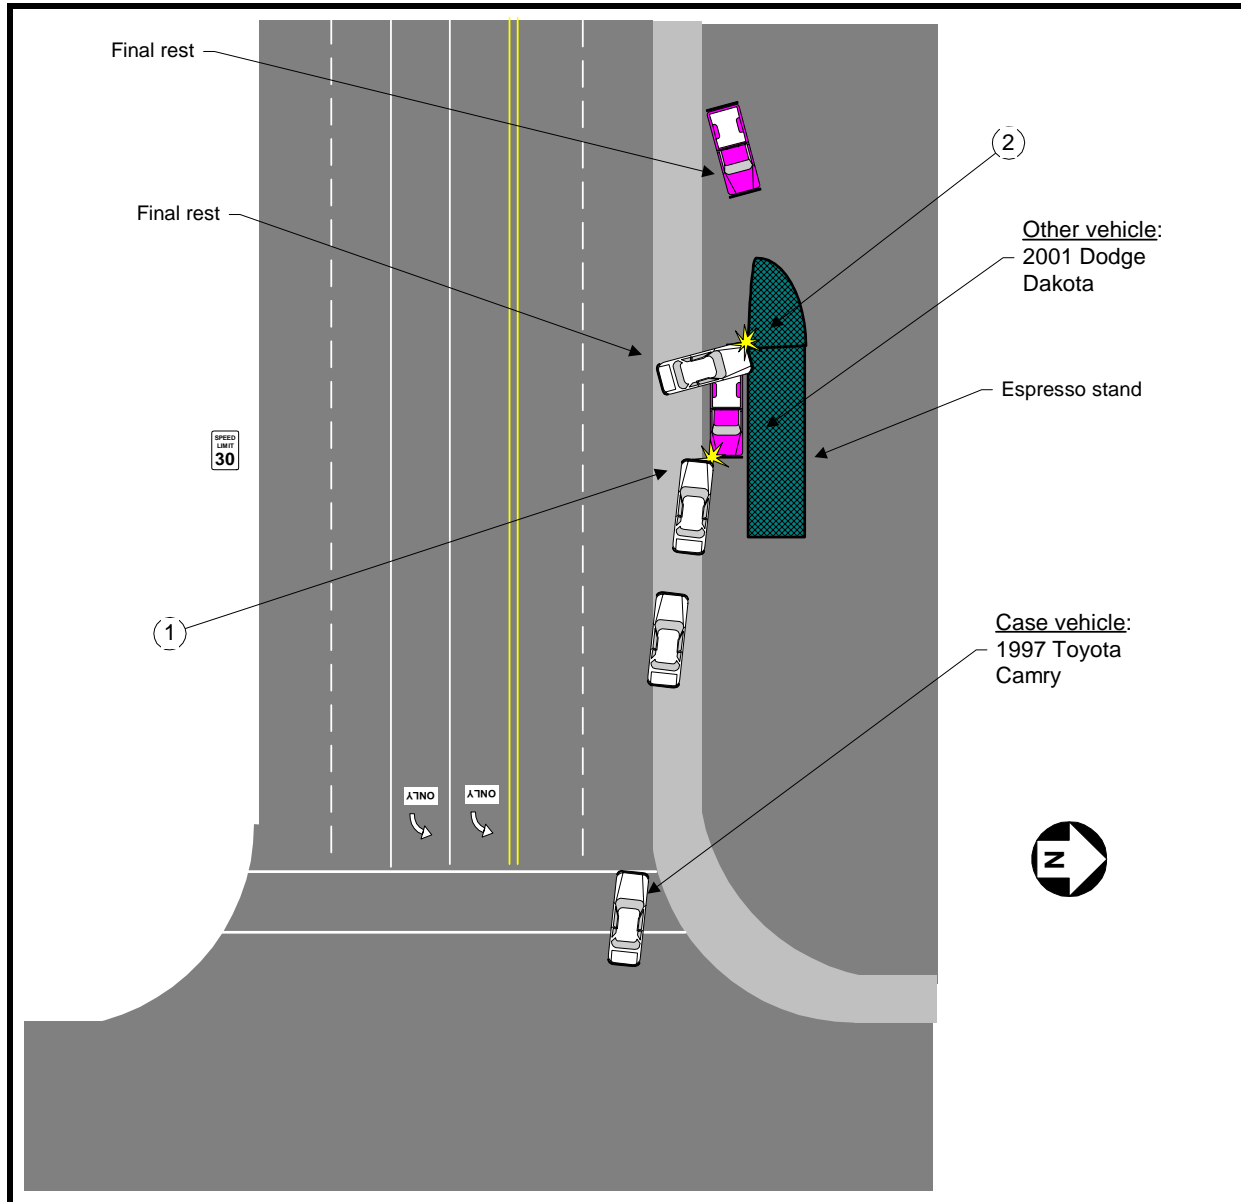 Final rest
2
Final rest
Other vehicle:
2001 Dodge
Dakota
Espresso stand
SPEED
LIMIT
30
1
Case vehicle:
1997 Toyota
Camry
ONLY
ONLY
N